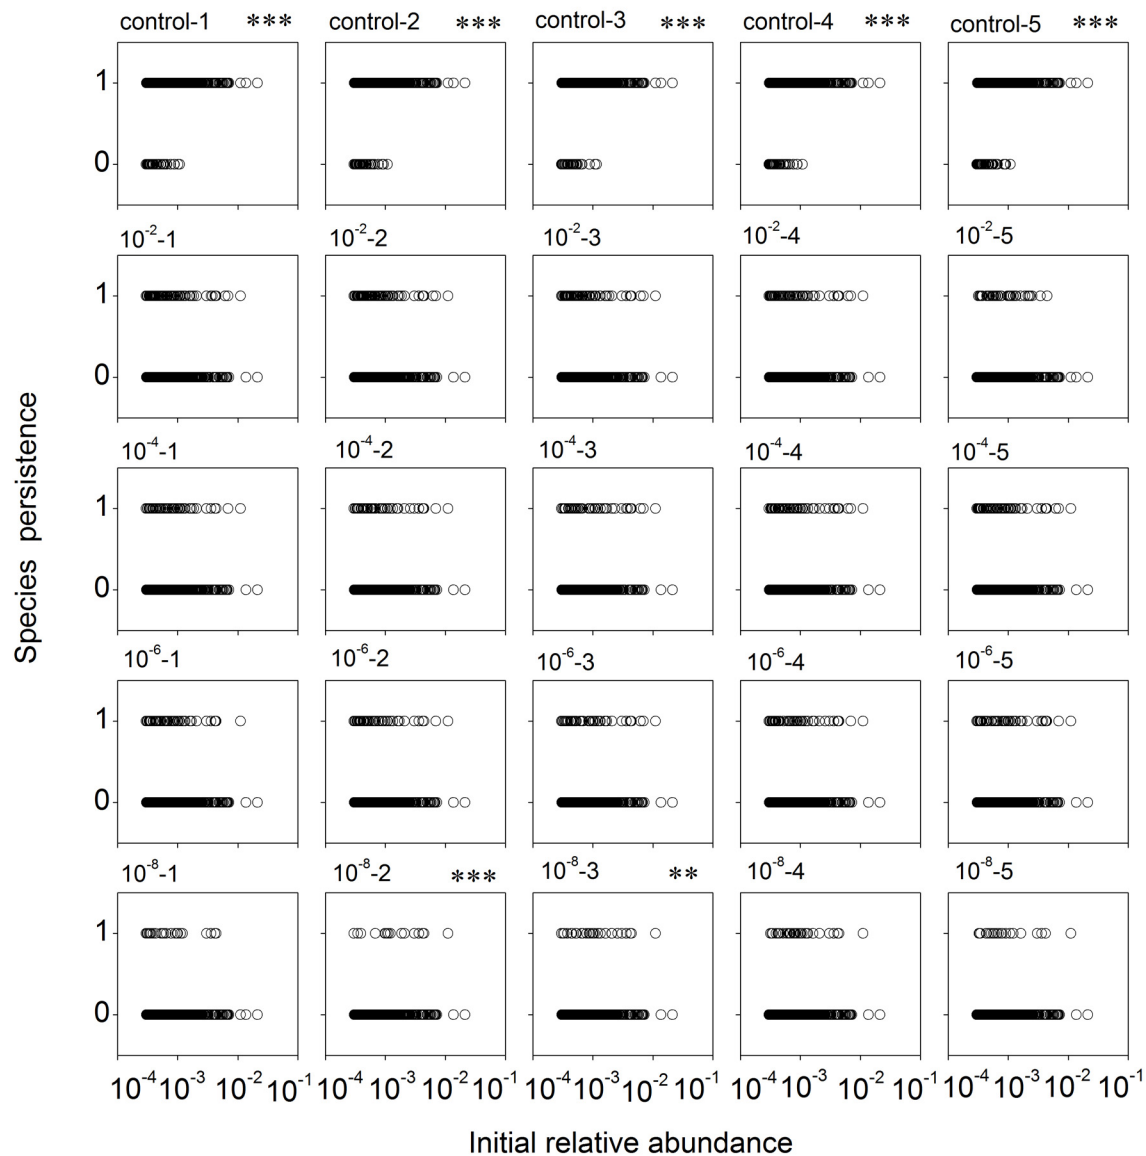 control-1 *** control-2 *** control-3 *** control-4 *** control-5 ***
1
0
10⁻²-1 10⁻²-2 10⁻²-3 10⁻²-4 10⁻²-5
1
0
10⁻⁴-1 10⁻⁴-2 10⁻⁴-3 10⁻⁴-4 10⁻⁴-5
1
0
Species persistence
10⁻⁶-1 10⁻⁶-2 10⁻⁶-3 10⁻⁶-4 10⁻⁶-5
1
0
10⁻⁸-1 10⁻⁸-2 *** 10⁻⁸-3 ** 10⁻⁸-4 10⁻⁸-5
1
0
10⁻⁴ 10⁻³ 10⁻² 10⁻¹ 10⁻⁴ 10⁻³ 10⁻² 10⁻¹ 10⁻⁴ 10⁻³ 10⁻² 10⁻¹ 10⁻⁴ 10⁻³ 10⁻² 10⁻¹ 10⁻⁴ 10⁻³ 10⁻² 10⁻¹
Initial relative abundance